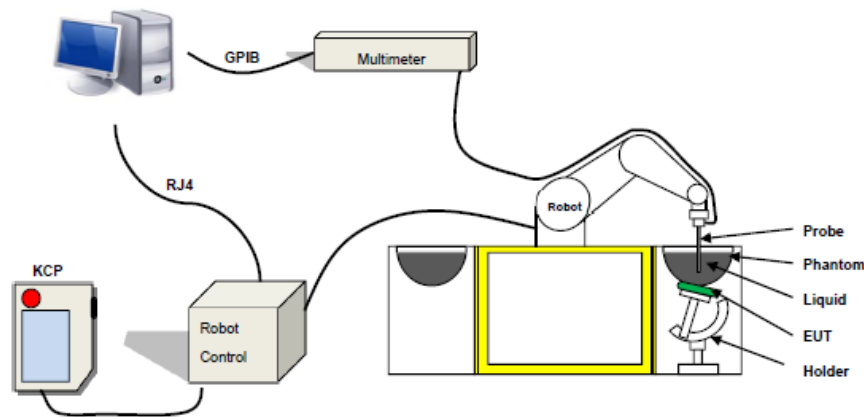 GPIB
Multimeter
RJ4
Robot
KCP
Robot
Control
Probe
Phantom
Liquid
EUT
Holder